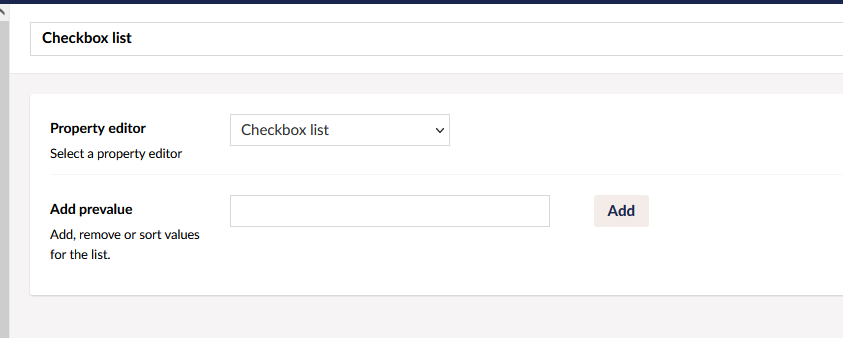 Checkbox list
Property editor
Checkbox list
Select a property editor
Add prevalue
Add
Add, remove or sort values
for the list.